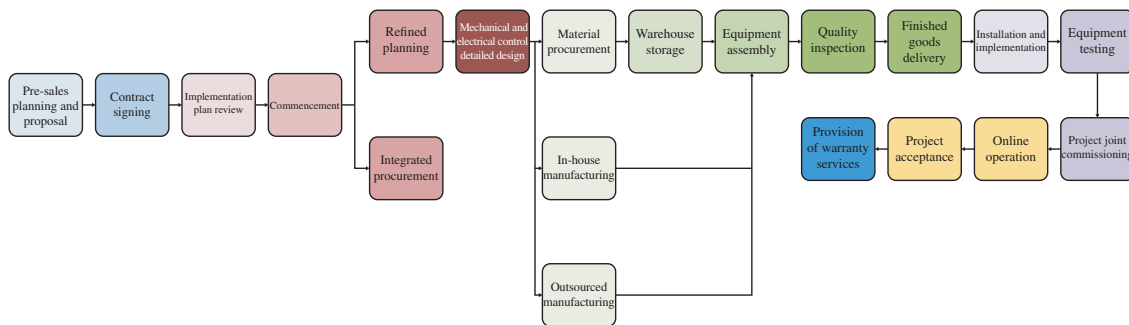 Pre-sales
planning and
proposal
Contract
signing
Implementation
plan review
Commencement
Refined
planning
Integrated
procurement
Mechanical and
electrical control
detailed design
Material
procurement
In-house
manufacturing
Outsourced
manufacturing
Warehouse
storage
Equipment
assembly
Quality
inspection
Finished
goods
delivery
Installation and
implementation
Equipment
testing
Project joint
commissioning
Online
operation
Project
acceptance
Provision
of warranty
services